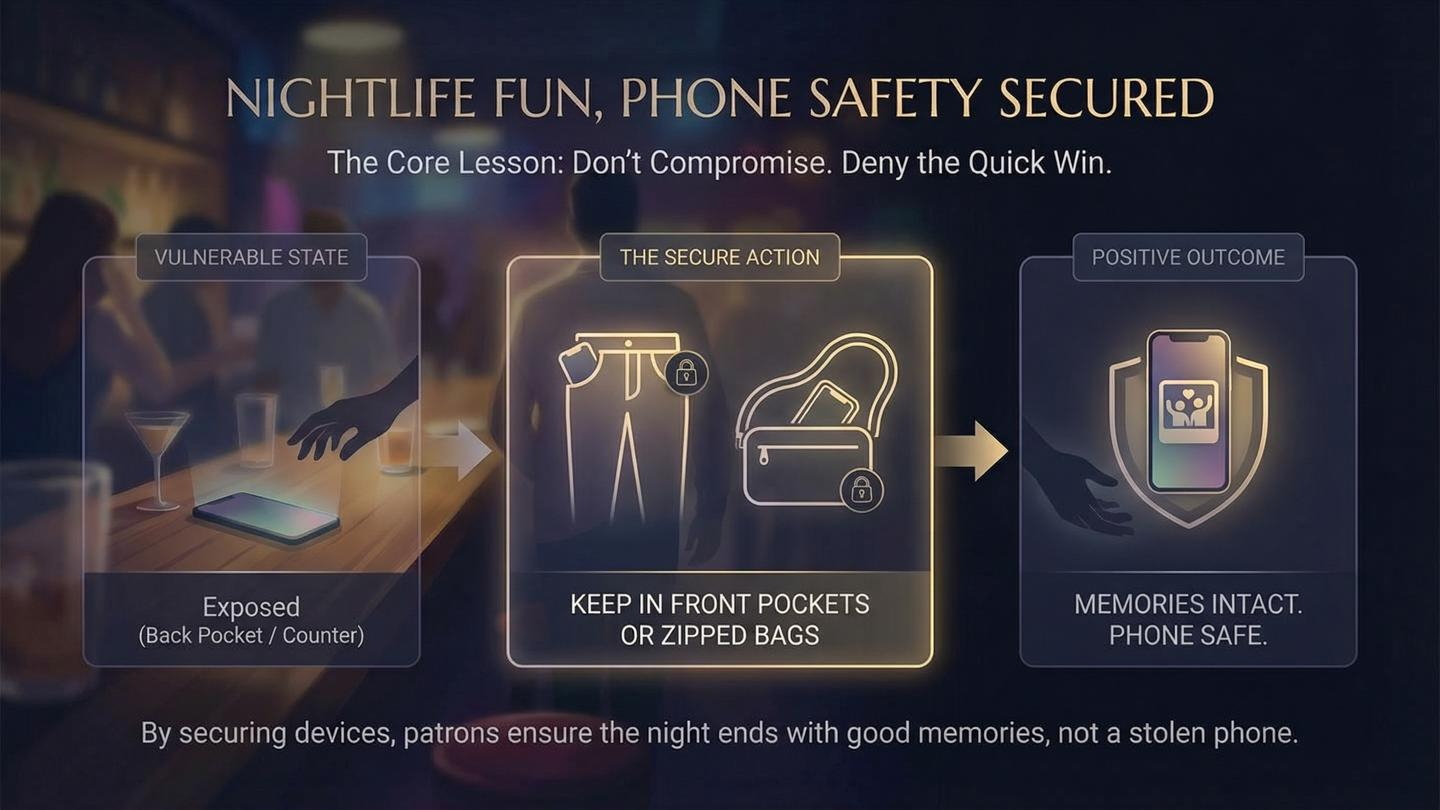 NIGHTLIFE FUN, PHONE SAFETY SECURED
The Core Lesson: Don’t Compromise. Deny the Quick Win.
VULNERABLE STATE
Exposed
(Back Pocket / Counter)
THE SECURE ACTION
KEEP IN FRONT POCKETS
OR ZIPPED BAGS
POSITIVE OUTCOME
MEMORIES INTACT.
PHONE SAFE.
By securing devices, patrons ensure the night ends with good memories, not a stolen phone.